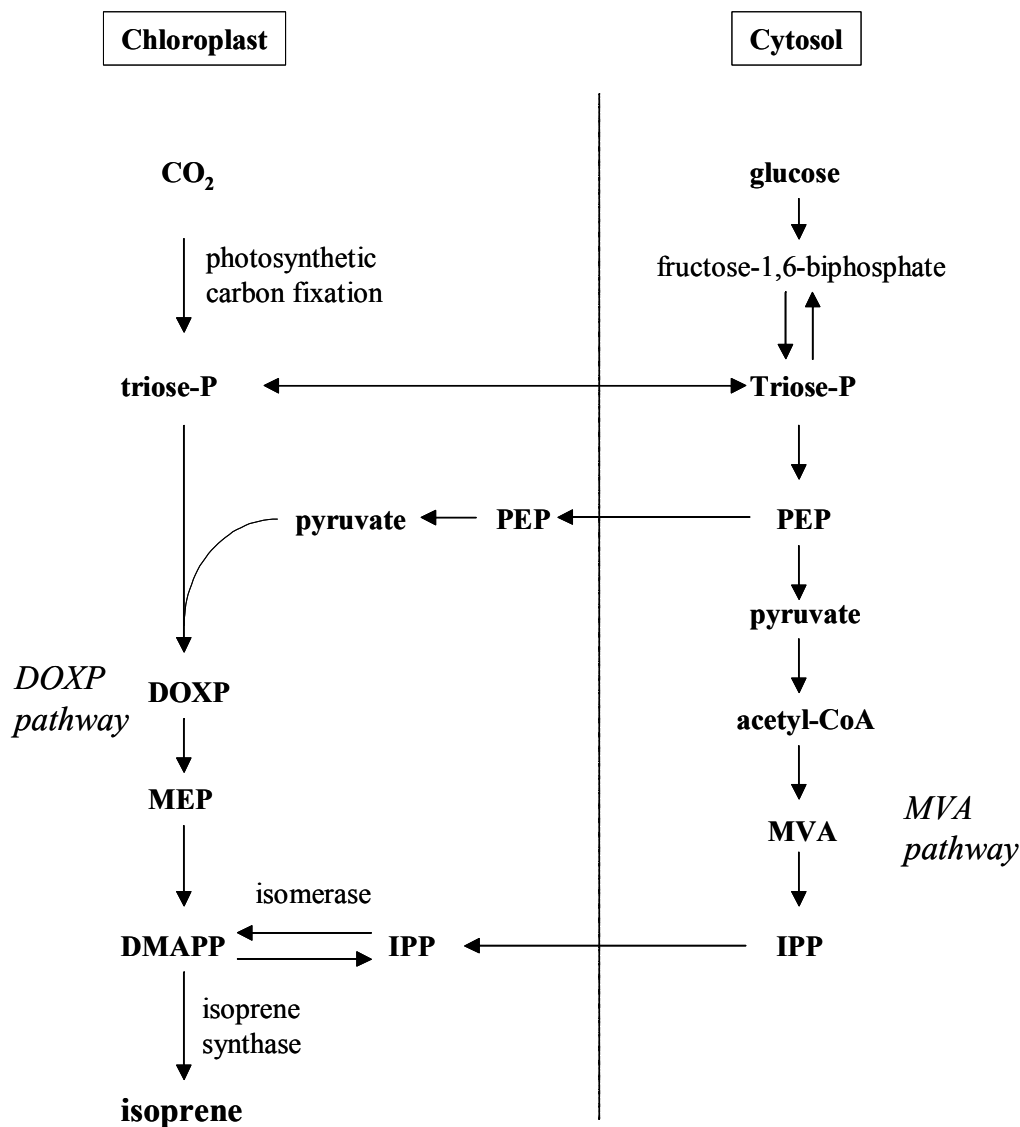 Chloroplast
Cytosol
CO₂
glucose
photosynthetic
carbon fixation
fructose-1,6-biphosphate
triose-P
Triose-P
pyruvate
PEP
PEP
pyruvate
DOXP
pathway
DOXP
acetyl-CoA
MEP
MVA
MVA
pathway
isomerase
DMAPP
IPP
IPP
isoprene
synthase
isoprene